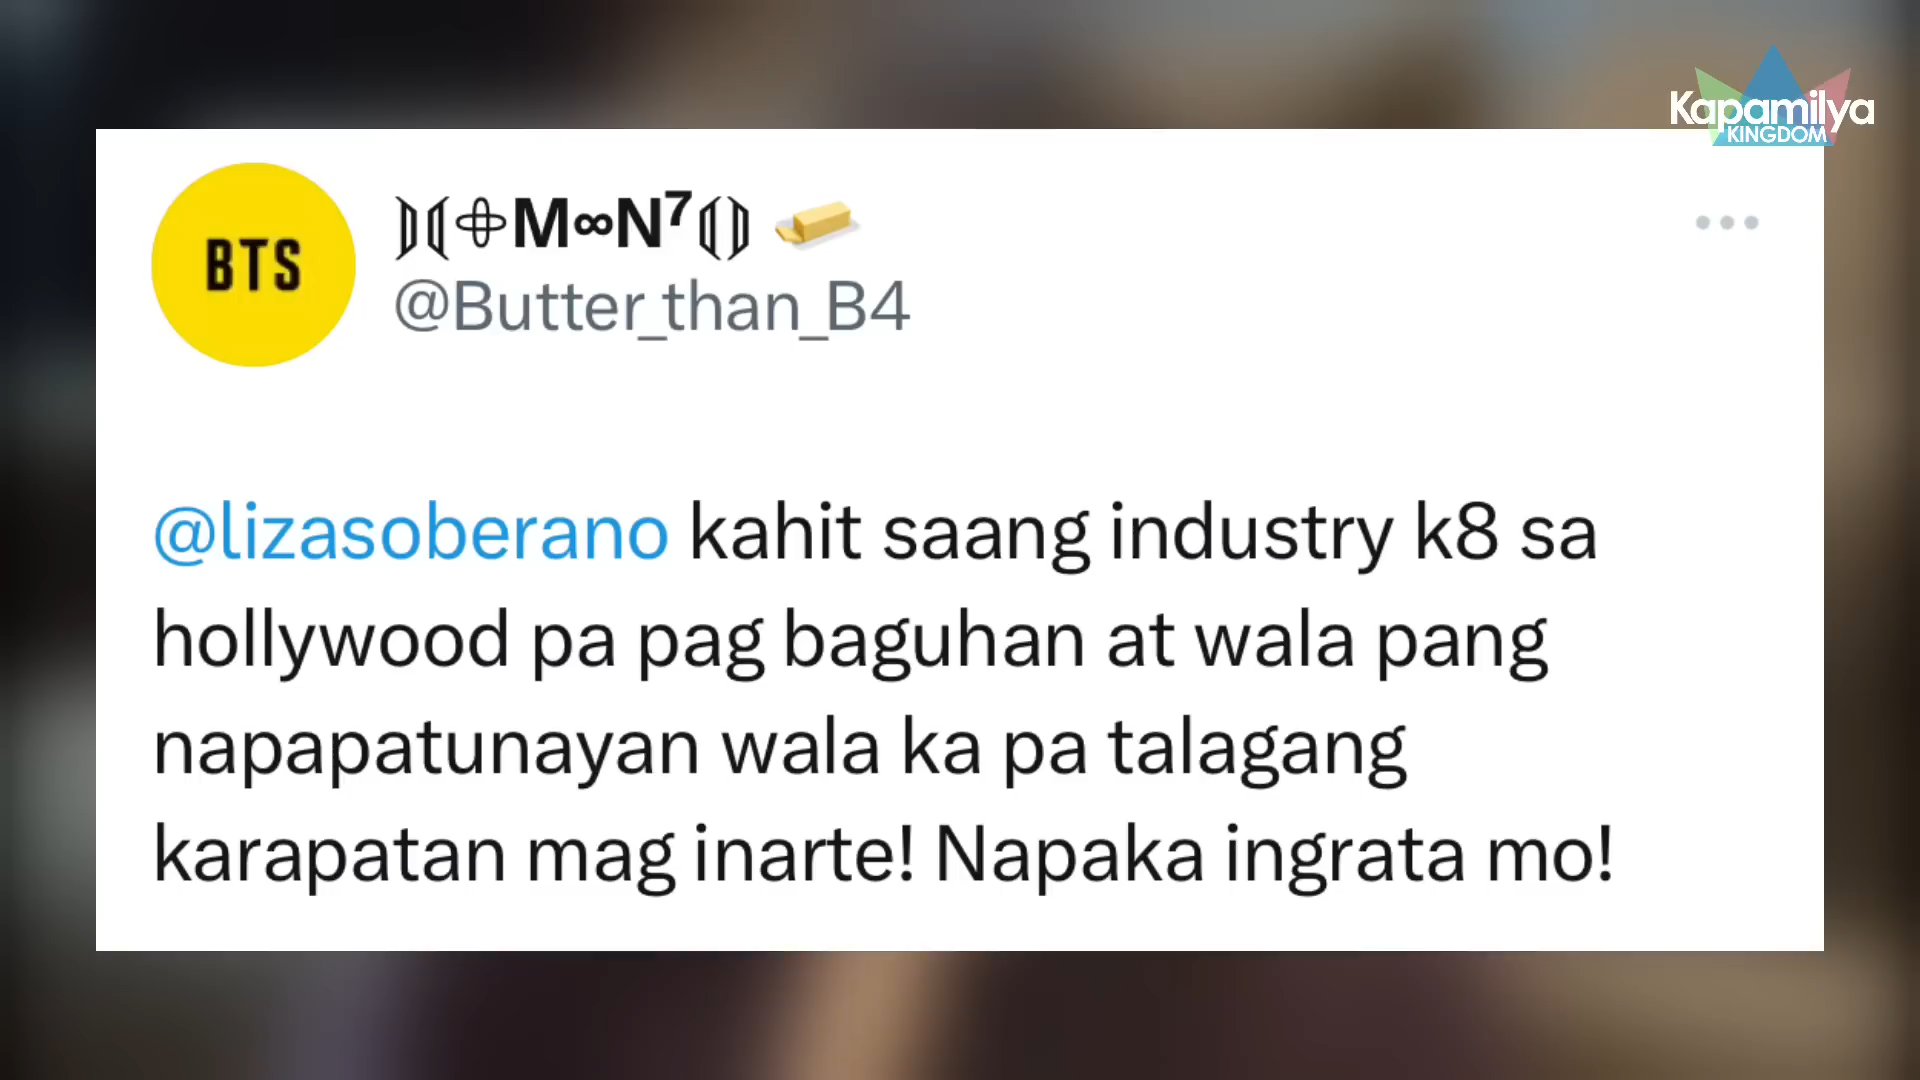 Kapamilya
KINGDOM
BTS
M∞N⁷
@Butter_than_B4
@lizasoberano kahit saang industry k8 sa
hollywood pa pag baguhan at wala pang
napapatunayan wala ka pa talagang
karapatan mag inarte! Napaka ingrata mo!